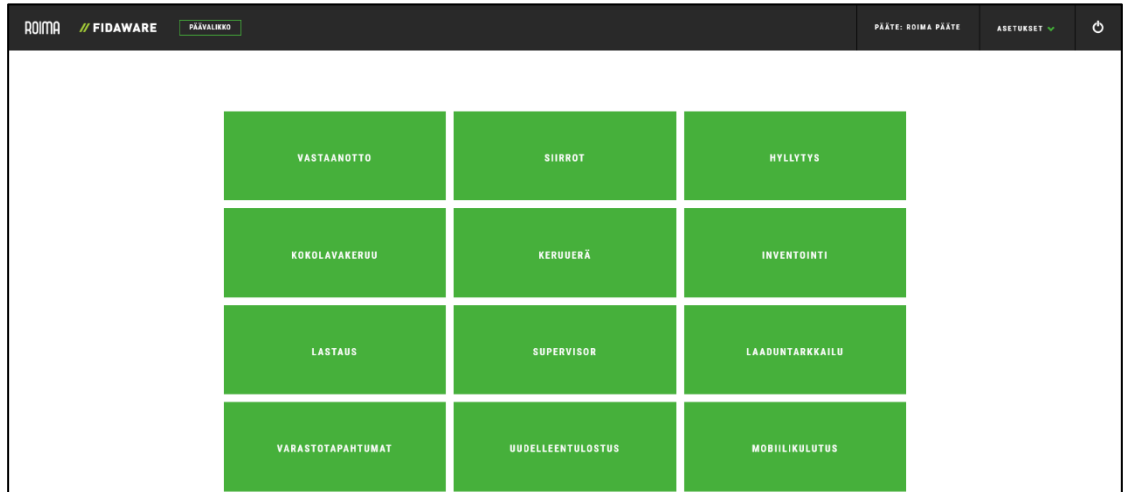 ROIMA // FIDAWARE PÄÄVALIKKO PÄÄTE: ROIMA PÄÄTE ASETUKSET
VASTAANOTTO SIIRROT HYLLYTYS
KOKOLAVAKERUU KERUUERÄ INVENTOINTI
LASTAUS SUPERVISOR LAADUNTARKKAILU
VARASTOTAPAHTUMAT UUDELLEENTULOSTUS MOBIILIKULUTUS